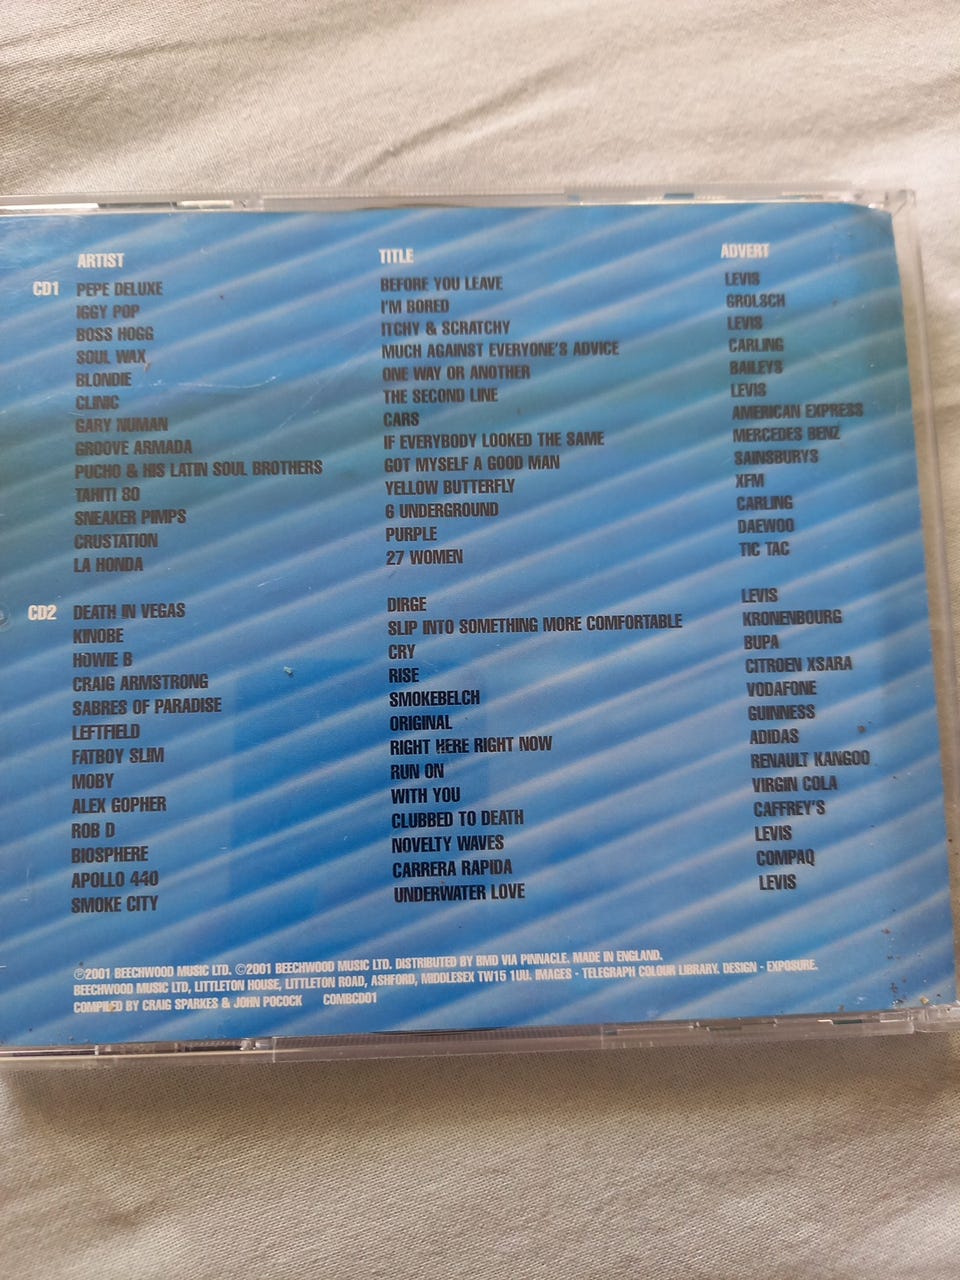 ARTIST TITLE ADVERT
CD1 PEPE DELUXE BEFORE YOU LEAVE LEVIS
IGGY POP I'M BORED GROLSCH
BOSS HOGG ITCHY & SCRATCHY LEVIS
SOUL WAX MUCH AGAINST EVERYONE'S ADVICE CARLING
BLONDIE ONE WAY OR ANOTHER BAILEYS
CLINIC THE SECOND LINE LEVIS
GARY NUMAN CARS AMERICAN EXPRESS
GROOVE ARMADA IF EVERYBODY LOOKED THE SAME MERCEDES BENZ
PUCHO & HIS LATIN SOUL BROTHERS GOT MYSELF A GOOD MAN SAINSBURYS
TAHITI 80 YELLOW BUTTERFLY XFM
SNEAKER PIMPS 6 UNDERGROUND CARLING
CRUSTATION PURPLE DAEWOO
LA HONDA 27 WOMEN TIC TAC
CD2 DEATH IN VEGAS DIRGE LEVIS
KINOBE SLIP INTO SOMETHING MORE COMFORTABLE KRONENBOURG
HOWIE B CRY BUPA
CRAIG ARMSTRONG RISE CITROEN XSARA
SABRES OF PARADISE SMOKEBELCH VODAFONE
LEFTFIELD ORIGINAL GUINNESS
FATBOY SLIM RIGHT HERE RIGHT NOW ADIDAS
MOBY RUN ON RENAULT KANGOO
ALEX GOPHER WITH YOU VIRGIN COLA
ROB D CLUBBED TO DEATH CAFFREY'S
BIOSPHERE NOVELTY WAVES LEVIS
APOLLO 440 CARRERA RAPIDA COMPAQ
SMOKE CITY UNDERWATER LOVE LEVIS
℗2001 BEECHWOOD MUSIC LTD. ©2001 BEECHWOOD MUSIC LTD. DISTRIBUTED BY BMD VIA PINNACLE. MADE IN ENGLAND.
BEECHWOOD MUSIC LTD, LITTLETON HOUSE, LITTLETON ROAD, ASHFORD, MIDDLESEX TW15 1UU. IMAGES - TELEGRAPH COLOUR LIBRARY. DESIGN - EXPOSURE.
COMPILED BY CRAIG SPARKES & JOHN POCOCK COMBCD01